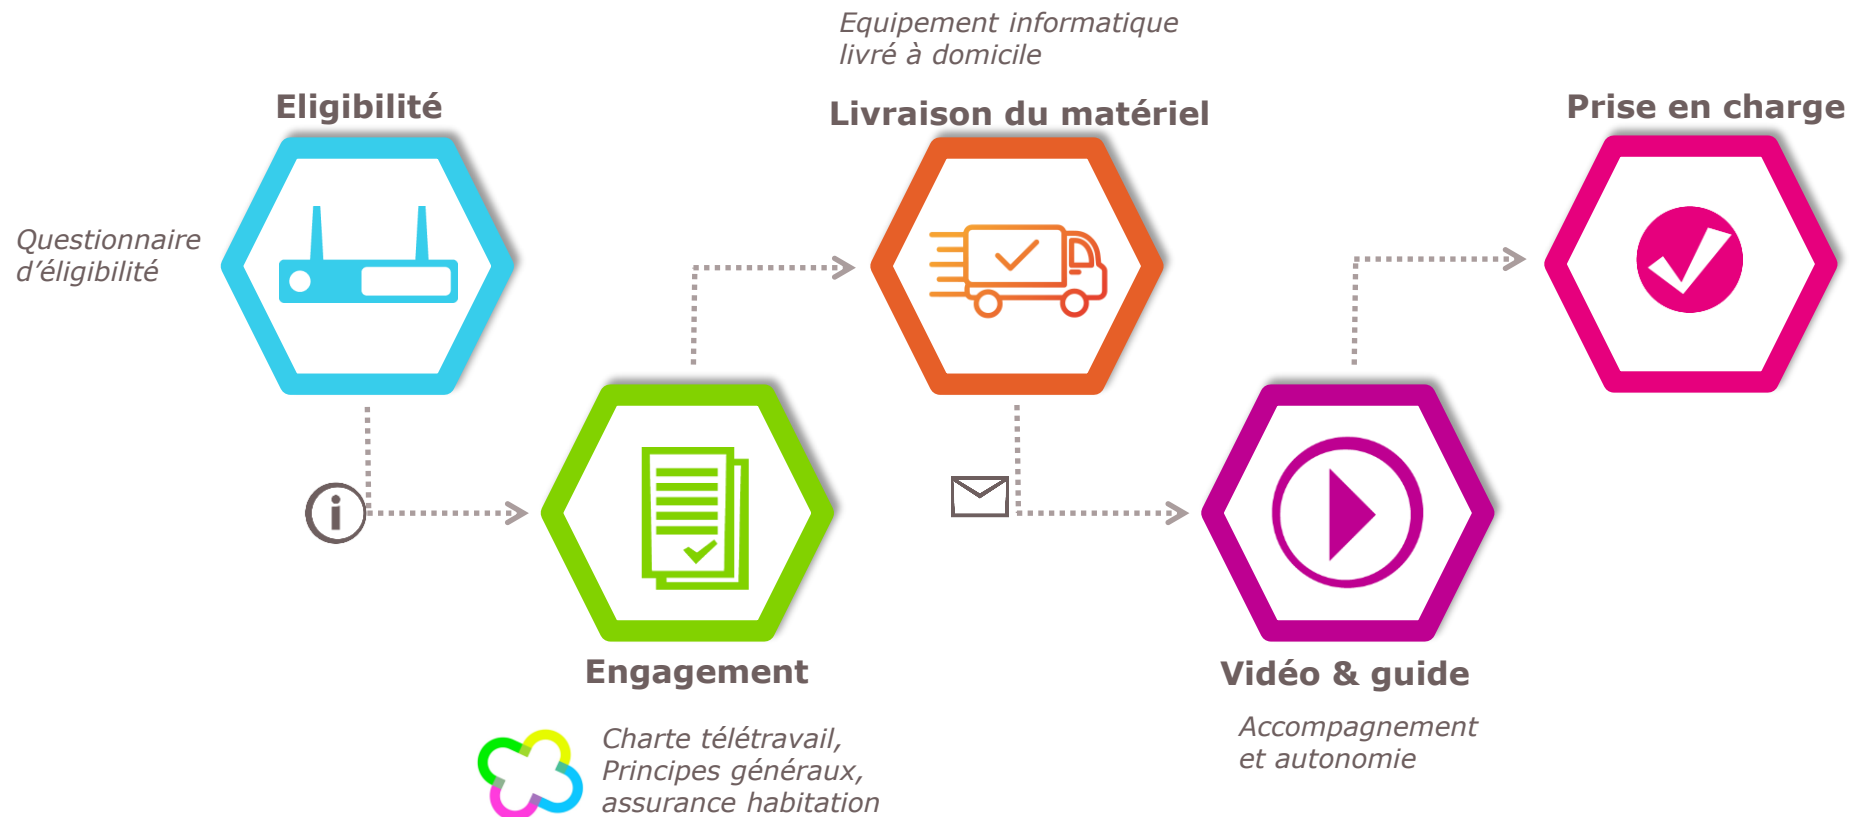 Eligibilité
Questionnaire
d’éligibilité
Engagement
Charte télétravail,
Principes généraux,
assurance habitation
Equipement informatique
livré à domicile
Livraison du matériel
Vidéo & guide
Accompagnement
et autonomie
Prise en charge